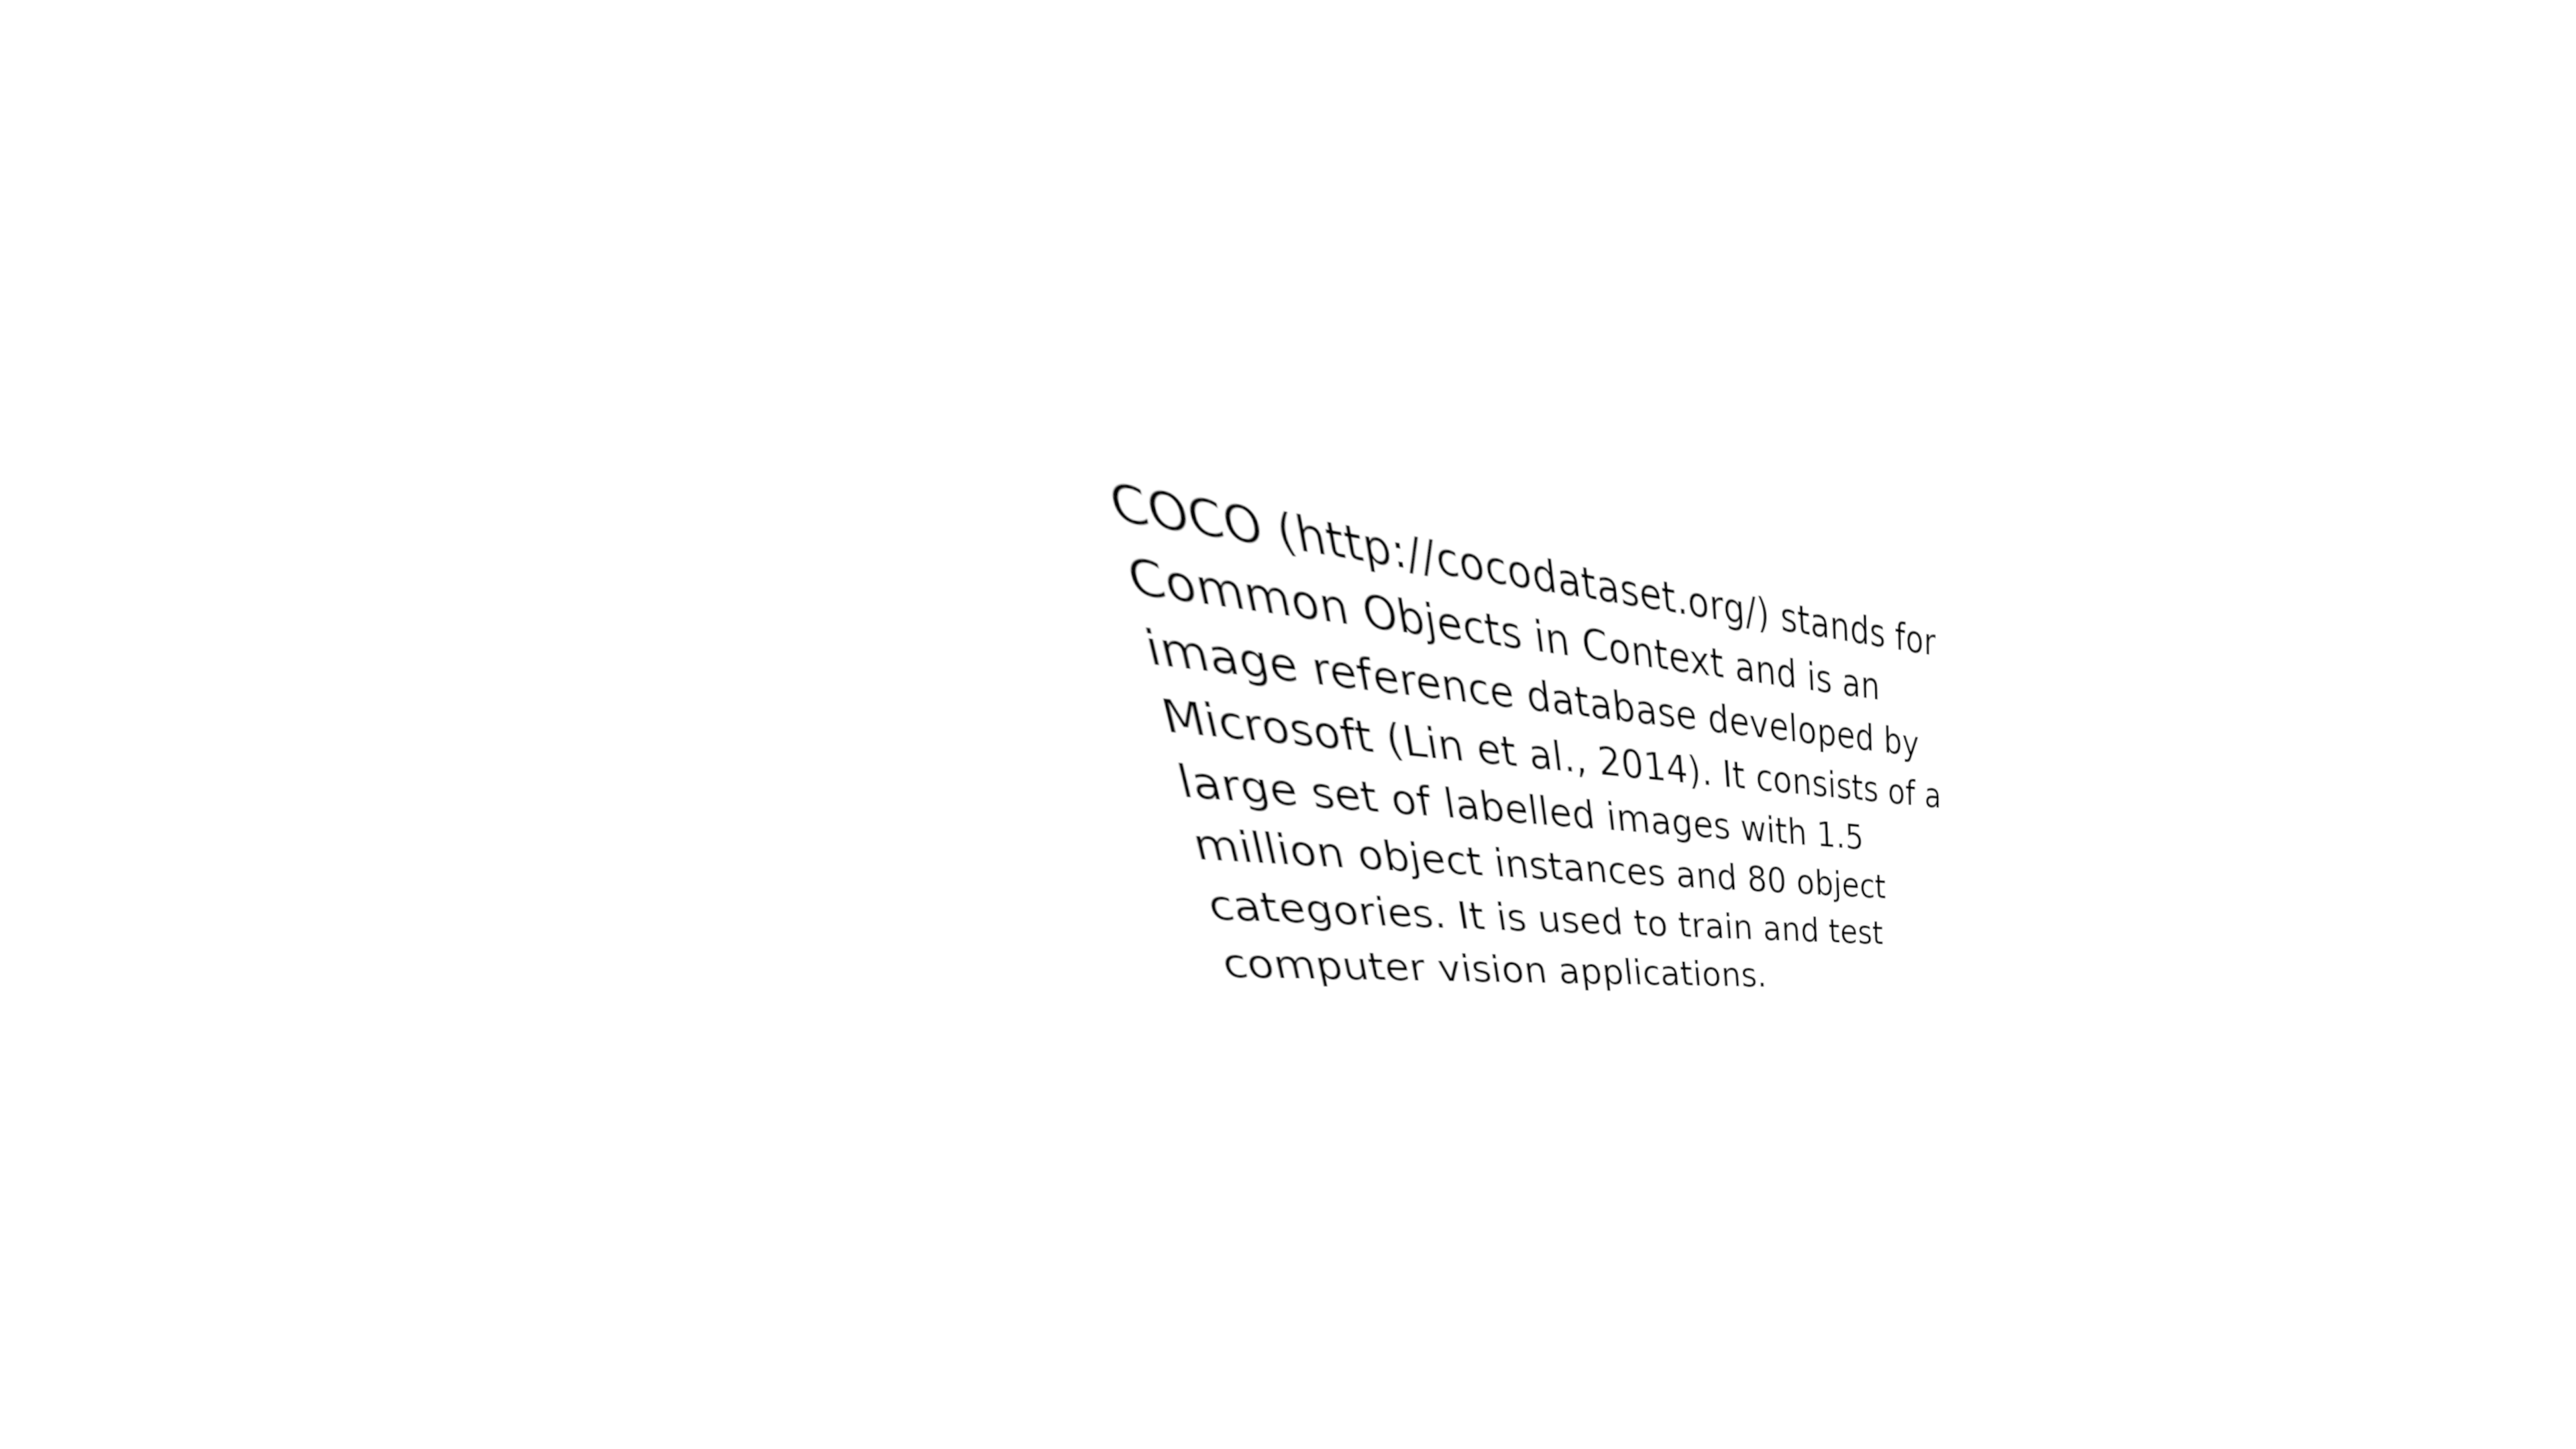 COCO (http://cocodataset.org/) stands for
Common Objects in Context and is an
image reference database developed by
Microsoft (Lin et al., 2014). It consists of a
large set of labelled images with 1.5
million object instances and 80 object
categories. It is used to train and test
computer vision applications.